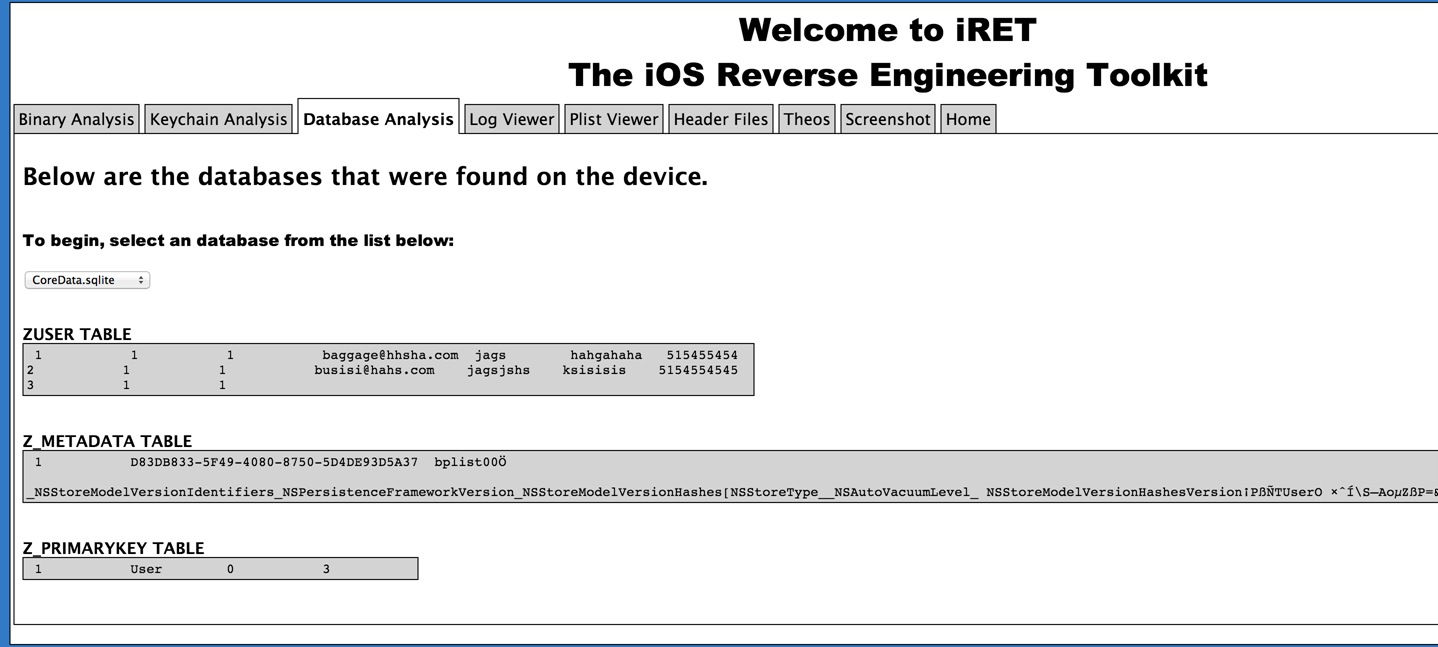 Welcome to iRET
The iOS Reverse Engineering Toolkit
Binary Analysis Keychain Analysis Database Analysis Log Viewer Plist Viewer Header Files Theos Screenshot Home
Below are the databases that were found on the device.
To begin, select an database from the list below:
CoreData.sqlite
ZUSER TABLE
1 1 1 baggage@hhsha.com jags hahgahaha 515455454
2 1 1 busisi@hahs.com jagsjshs ksisisis 5154554545
3 1 1
Z_METADATA TABLE
1 D83DB833-5F49-4080-8750-5D4DE93D5A37 bplist00Ö
_NSStoreModelVersionIdentifiers_NSPersistenceFrameworkVersion_NSStoreModelVersionHashes[NSStoreType__NSAutoVacuumLevel_ NSStoreModelVersionHashesVersion¡PßÑTUserO ×ˆÍ\S—AoµZßP=&
Z_PRIMARYKEY TABLE
1 User 0 3